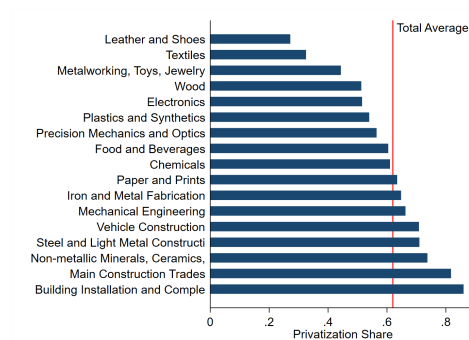 Total Average
Leather and Shoes
Textiles
Metalworking, Toys, Jewelry
Wood
Electronics
Plastics and Synthetics
Precision Mechanics and Optics
Food and Beverages
Chemicals
Paper and Prints
Iron and Metal Fabrication
Mechanical Engineering
Vehicle Construction
Steel and Light Metal Constructi
Non-metallic Minerals, Ceramics,
Main Construction Trades
Building Installation and Comple
0 .2 .4 .6 .8
Privatization Share